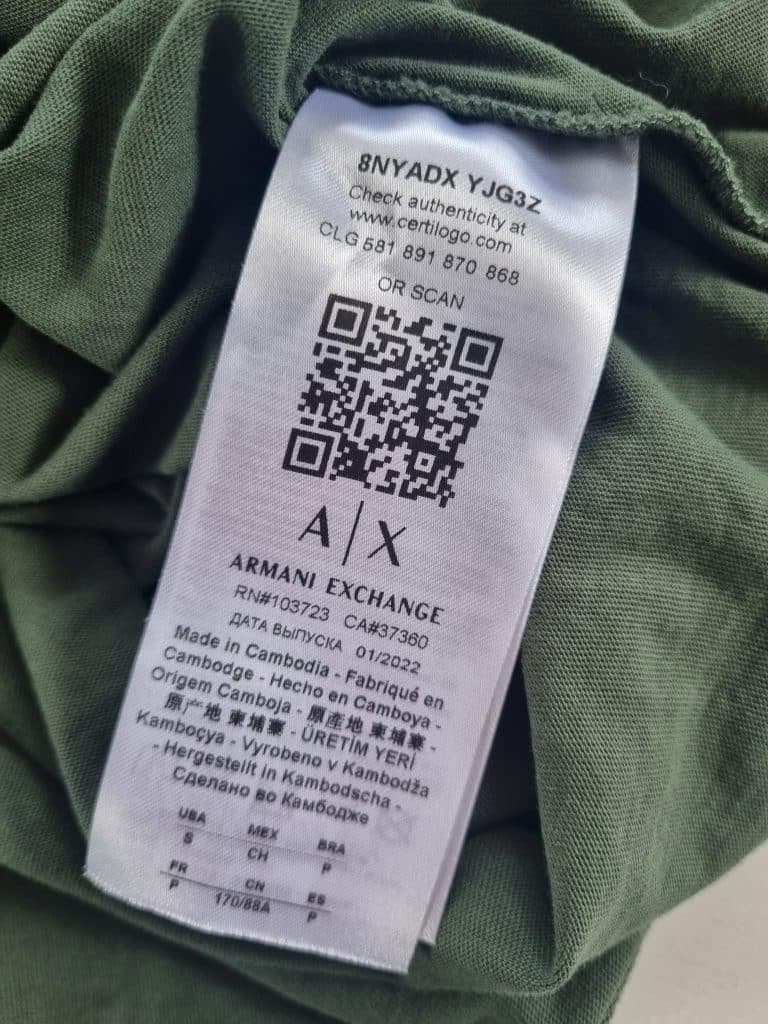 8NYADX YJG3Z
Check authenticity at
www.certilogo.com
CLG 581 891 870 868
OR SCAN
A|X
ARMANI EXCHANGE
RN#103723 CA#37360
ДАТА ВЫПУСКА 01/2022
Made in Cambodia - Fabriqué en
Cambodge - Hecho en Camboya -
Origem Camboja - 原産地 柬埔寨 -
原产地 柬埔寨 - ÜRETİM YERİ
Kamboçya - Vyrobeno v Kambodža
- Hergestellt in Kambodscha -
Сделано во Камбодже
USA MEX BRA
S CH P
FR CN ES
P 170/88A P